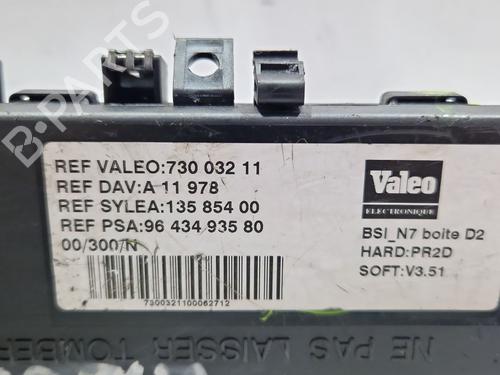 B-PARTS
REF VALEO:730 032 11
REF DAV:A 11 978
REF SYLEA:135 854 00
REF PSA:96 434 935 80
00/300/N
7300321100062712
Valeo
ELECTRONIQUE
BSI_N7 boite D2
HARD:PR2D
SOFT:V3.51
NE PAS LAISSER TOMBER